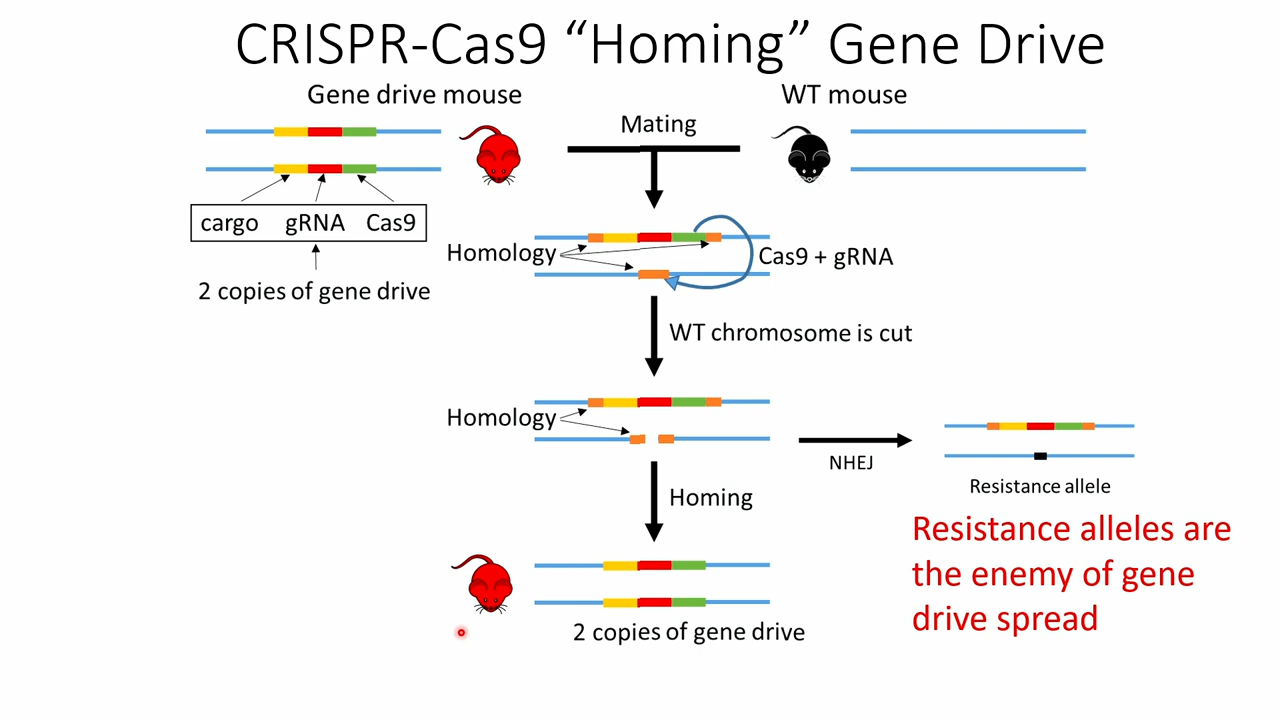 CRISPR-Cas9 “Homing” Gene Drive
Gene drive mouse
WT mouse
Mating
cargo gRNA Cas9
2 copies of gene drive
Homology
Cas9 + gRNA
WT chromosome is cut
Homology
NHEJ
Resistance allele
Homing
Resistance alleles are
the enemy of gene
drive spread
2 copies of gene drive